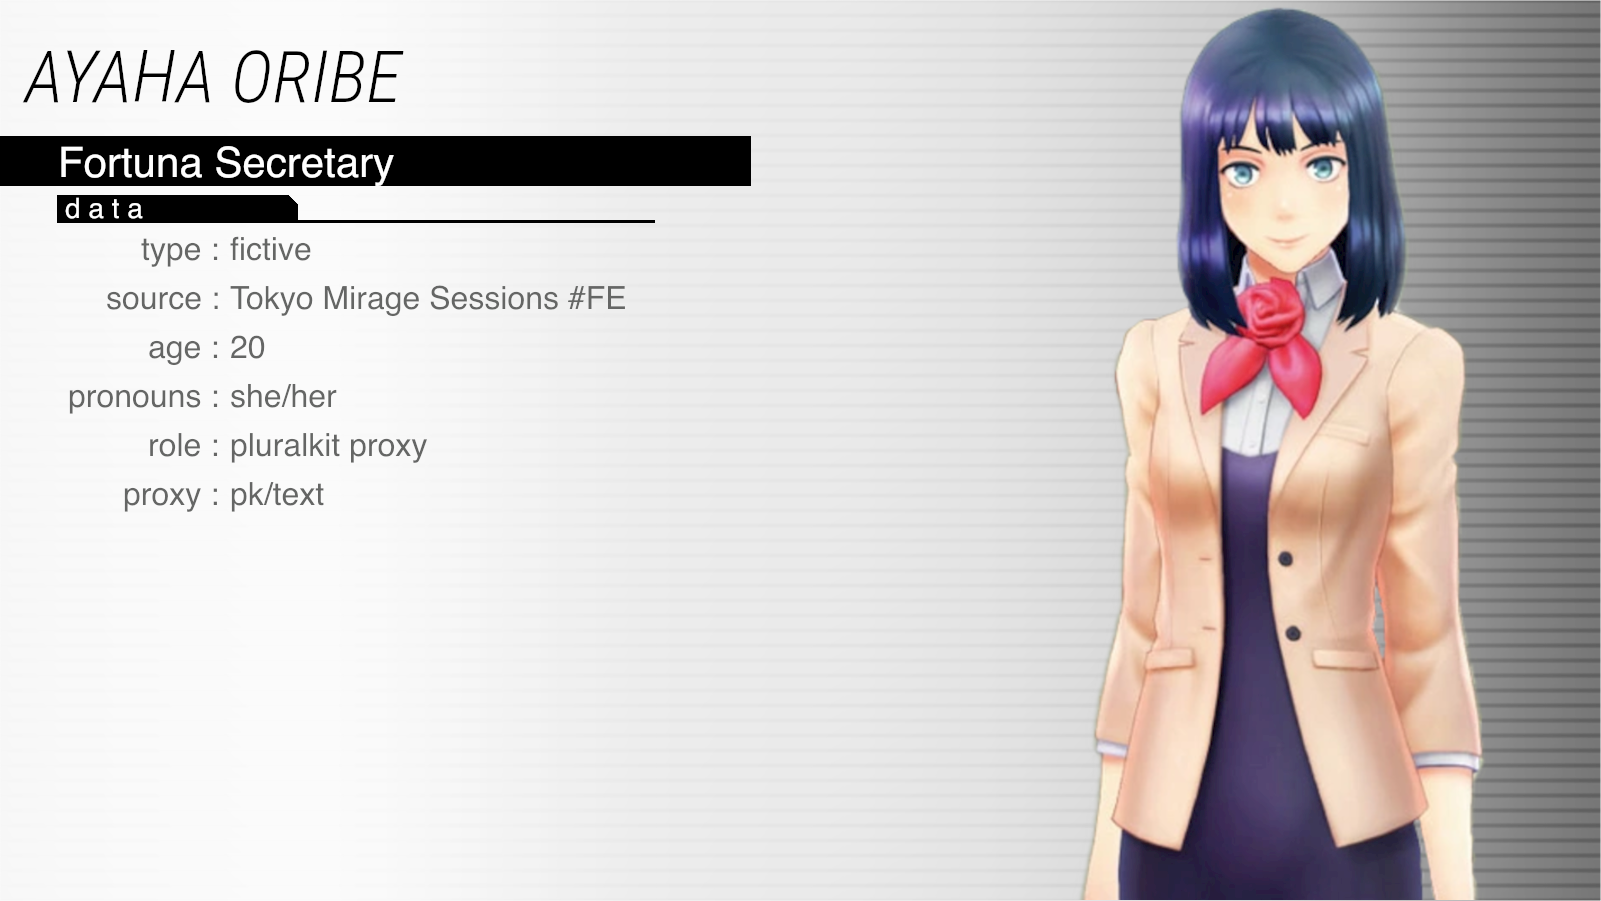 AYAHA ORIBE
Fortuna Secretary
data
type : fictive
source : Tokyo Mirage Sessions #FE
age : 20
pronouns : she/her
role : pluralkit proxy
proxy : pk/text